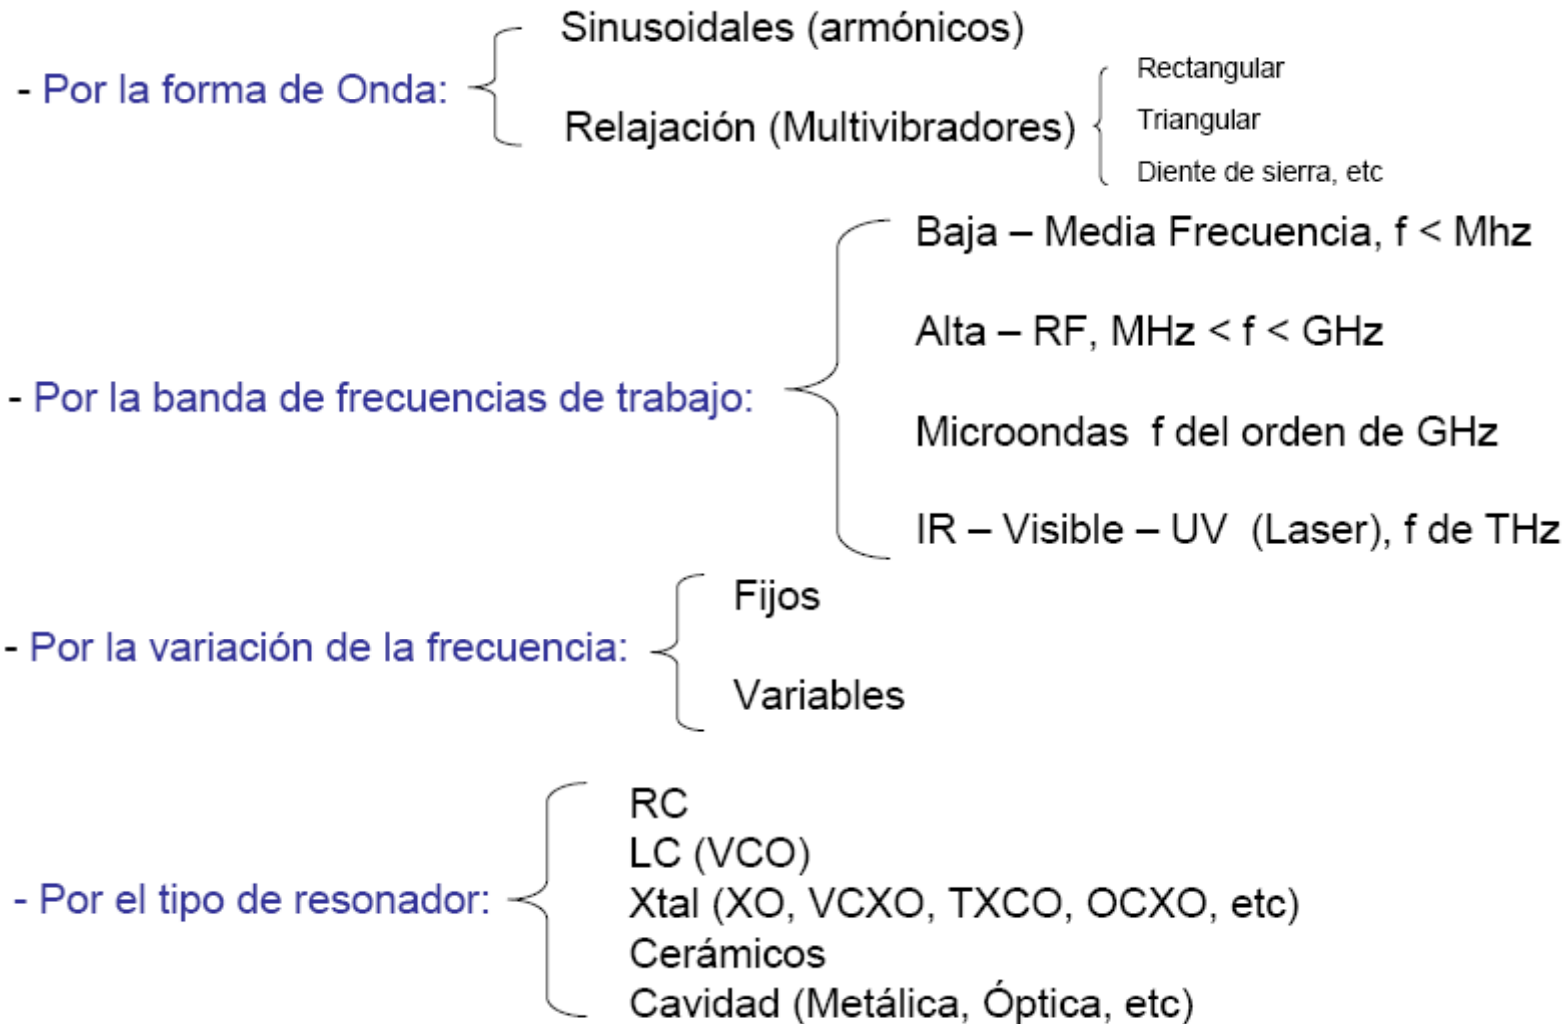 Sinusoidales (armónicos)
- Por la forma de Onda:
Relajación (Multivibradores)
Rectangular
Triangular
Diente de sierra, etc
Baja – Media Frecuencia, f < Mhz
Alta – RF, MHz < f < GHz
- Por la banda de frecuencias de trabajo:
Microondas f del orden de GHz
IR – Visible – UV (Laser), f de THz
Fijos
- Por la variación de la frecuencia:
Variables
RC
LC (VCO)
- Por el tipo de resonador:
Xtal (XO, VCXO, TXCO, OCXO, etc)
Cerámicos
Cavidad (Metálica, Óptica, etc)